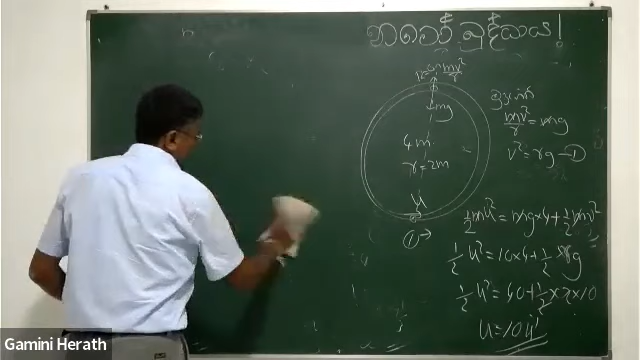 නමෝ බුද්ධාය!
mg
4m
r=2m
u
①→
mv²/r = mg
v² = rg —①
½mu² = mg×4+½mv²
½u² = 10×4+½rg
½u² = 40+½×2×10
u=10
Gamini Herath